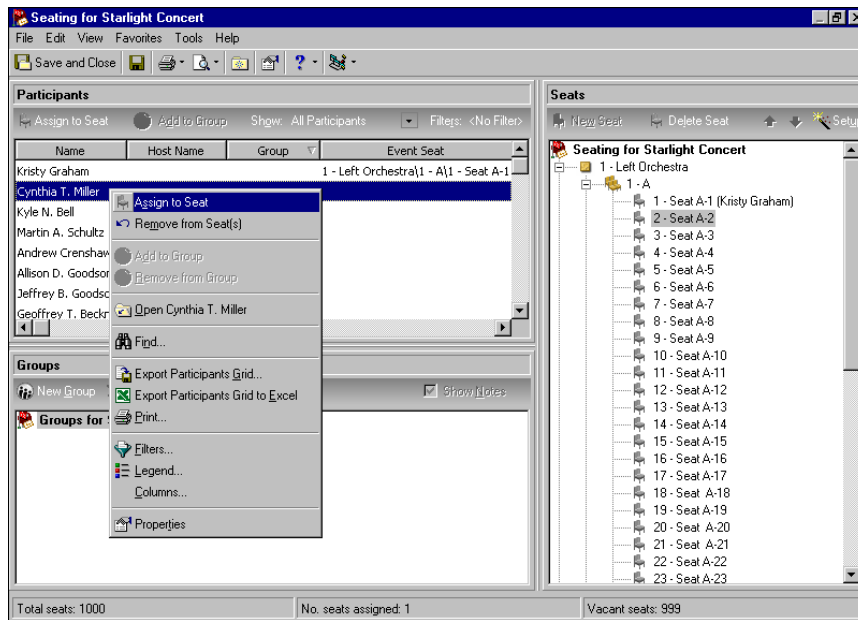 Seating for Starlight Concert
File Edit View Favorites Tools Help
Save and Close
Participants
Assign to Seat Add to Group Show: All Participants Filters: <No Filter>
Name Host Name Group Event Seat
Kristy Graham 1 - Left Orchestra\1 - A\1 - Seat A-1
Cynthia T. Miller
Kyle N. Bell
Martin A. Schultz
Andrew Crenshaw
Allison D. Goodsor
Jeffrey B. Goodsc
Geoffrey T. Beckr
Assign to Seat
Remove from Seat(s)
Add to Group
Remove from Group
Open Cynthia T. Miller
Find...
Export Participants Grid...
Export Participants Grid to Excel
Print...
Filters...
Legend...
Columns...
Properties
Groups
New Group Show Notes
Groups for
Seats
New Seat Delete Seat Setu
Seating for Starlight Concert
1 - Left Orchestra
1 - A
1 - Seat A-1 (Kristy Graham)
2 - Seat A-2
3 - Seat A-3
4 - Seat A-4
5 - Seat A-5
6 - Seat A-6
7 - Seat A-7
8 - Seat A-8
9 - Seat A-9
10 - Seat A-10
11 - Seat A-11
12 - Seat A-12
13 - Seat A-13
14 - Seat A-14
15 - Seat A-15
16 - Seat A-16
17 - Seat A-17
18 - Seat A-18
19 - Seat A-19
20 - Seat A-20
21 - Seat A-21
22 - Seat A-22
23 - Seat A-23
Total seats: 1000 No. seats assigned: 1 Vacant seats: 999